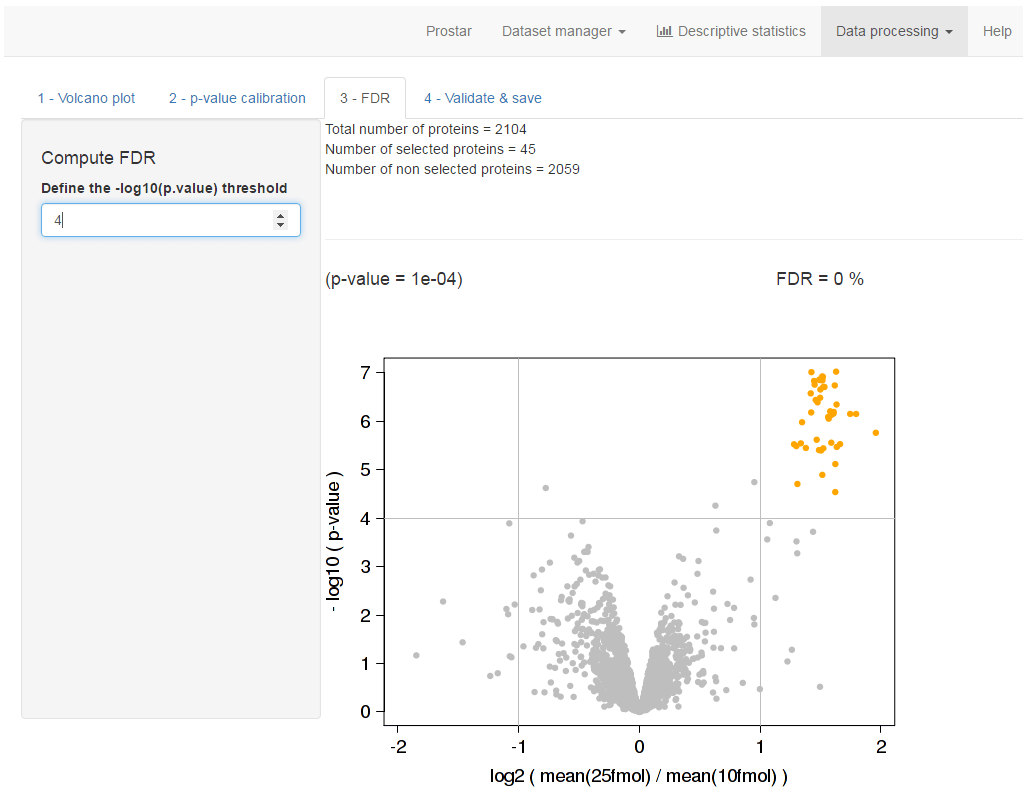 Prostar Dataset manager Descriptive statistics Data processing Help
1 - Volcano plot 2 - p-value calibration 3 - FDR 4 - Validate & save
Compute FDR
Define the -log10(p.value) threshold
4
Total number of proteins = 2104
Number of selected proteins = 45
Number of non selected proteins = 2059
(p-value = 1e-04) FDR = 0 %
- log10 ( p-value )
7
6
5
4
3
2
1
0
-2 -1 0 1 2
log2 ( mean(25fmol) / mean(10fmol) )